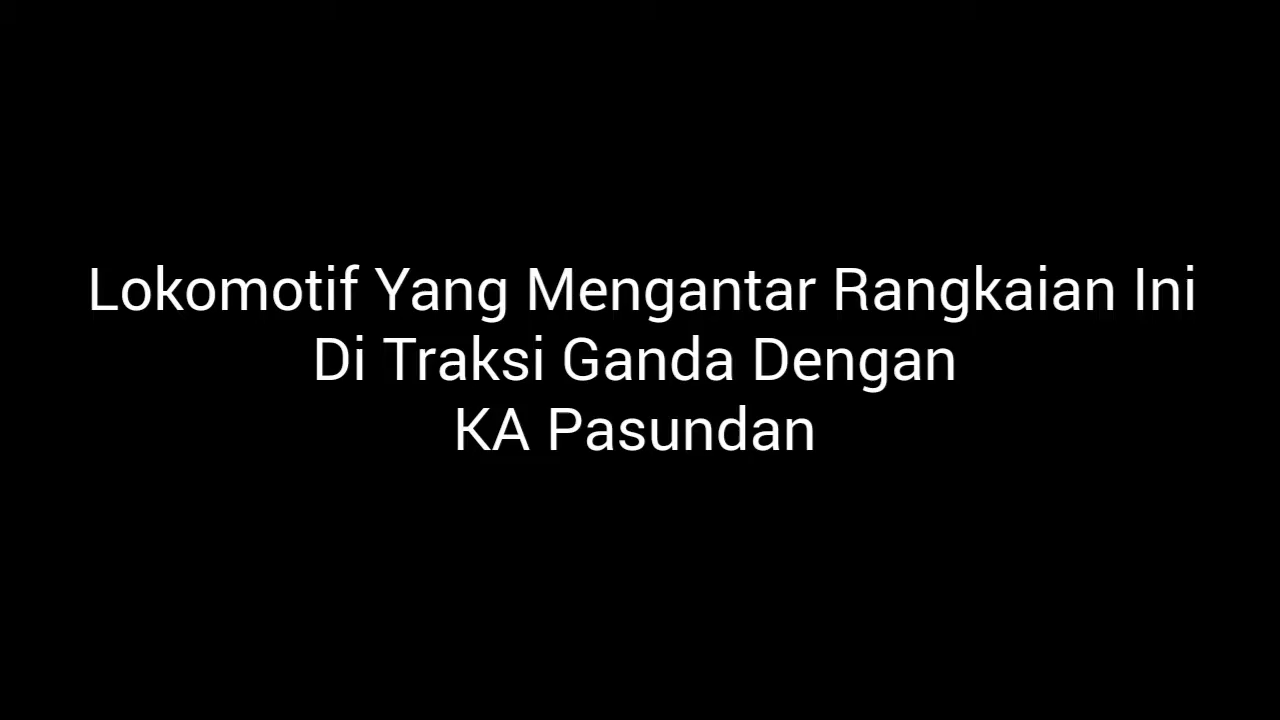 Lokomotif Yang Mengantar Rangkaian Ini
Di Traksi Ganda Dengan
KA Pasundan